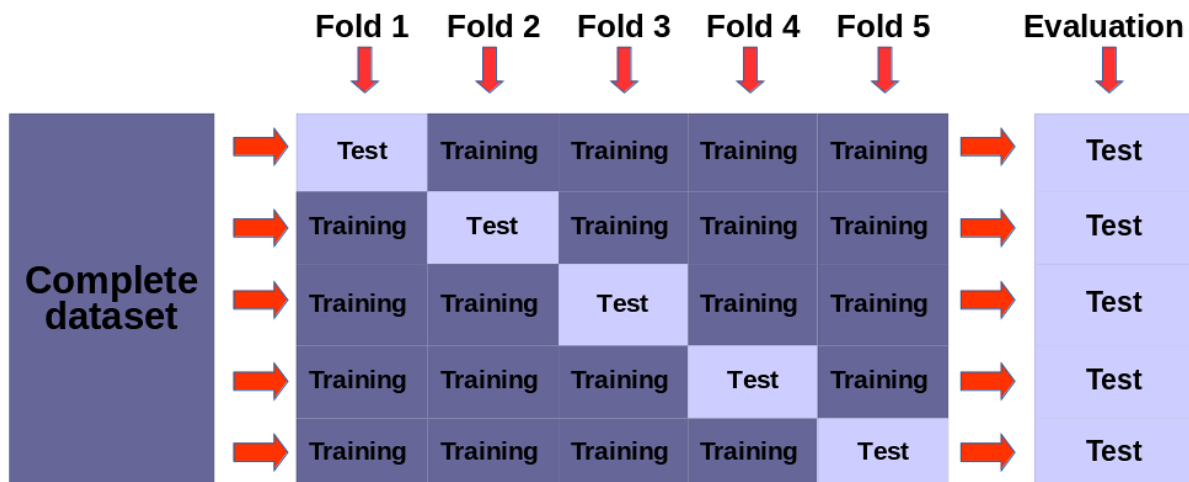 Fold 1 Fold 2 Fold 3 Fold 4 Fold 5 Evaluation
Test Training Training Training Training Test
Training Test Training Training Training Test
Complete
dataset
Training Training Test Training Training Test
Training Training Training Test Training Test
Training Training Training Training Test Test